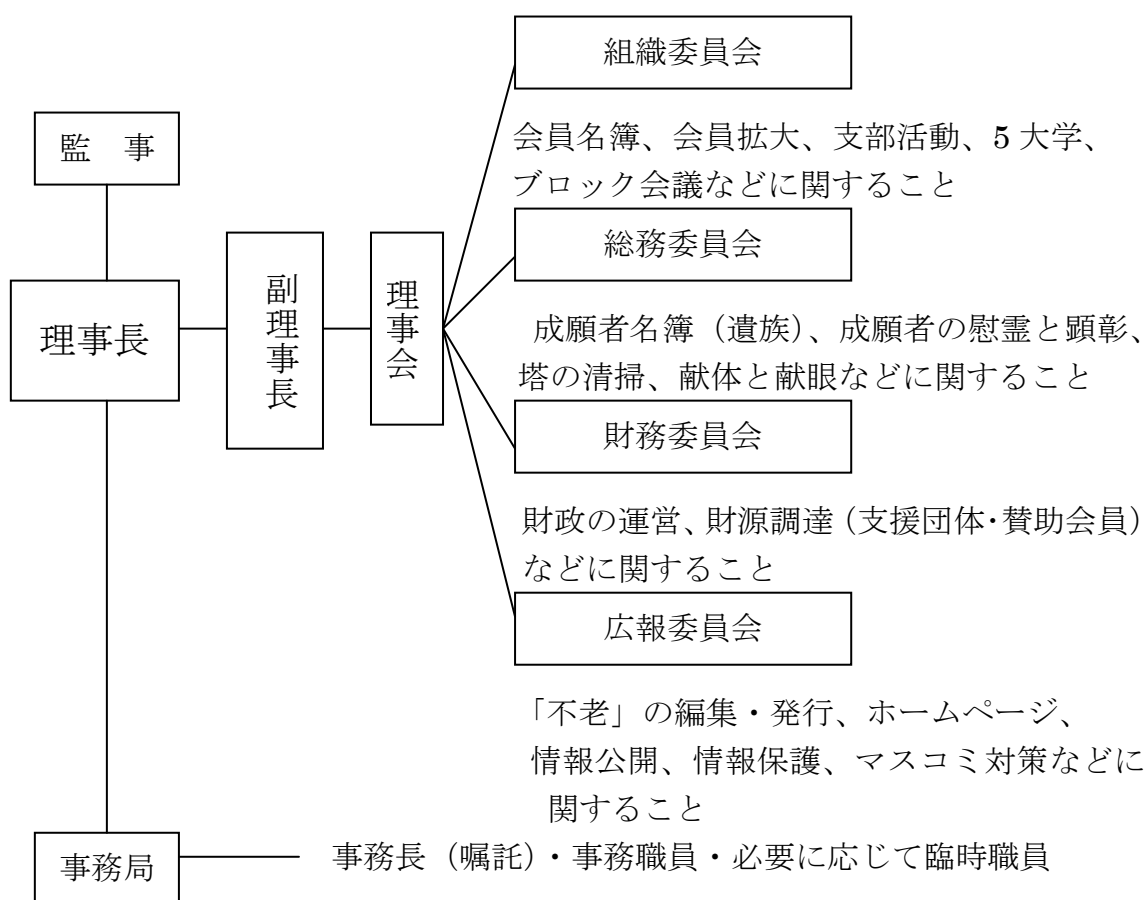 組織委員会
会員名簿、会員拡大、支部活動、5大学、
ブロック会議などに関すること
監　事
総務委員会
副理事長
理事会
理事長
成願者名簿（遺族）、成願者の慰霊と顕彰、
塔の清掃、献体と献眼などに関すること
財務委員会
財政の運営、財源調達（支援団体・賛助会員）
などに関すること
広報委員会
「不老」の編集・発行、ホームページ、
情報公開、情報保護、マスコミ対策などに
関すること
事務局
事務長（嘱託）・事務職員・必要に応じて臨時職員